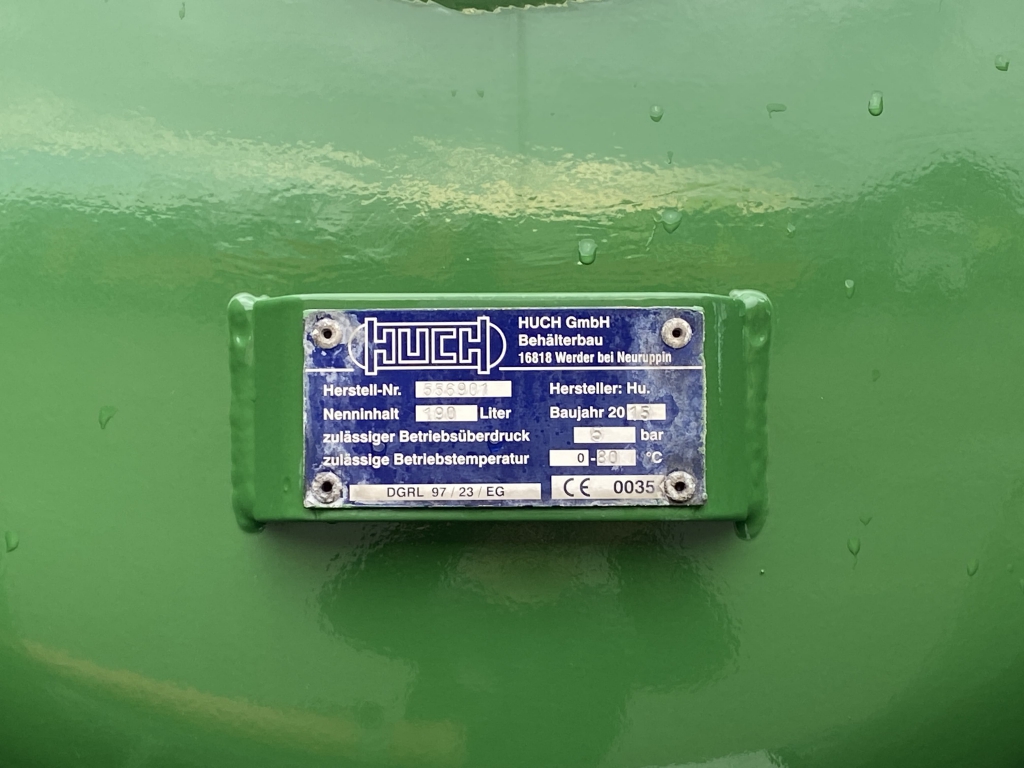 HUCH
HUCH GmbH
Behälterbau
16818 Werder bei Neuruppin
Herstell-Nr. Hersteller: Hu.
Nenninhalt 190 Liter Baujahr 2015
zulässiger Betriebsüberdruck 6 bar
zulässige Betriebstemperatur 0 - 80 °C
DGRL 97 / 23 / EG CE 0035